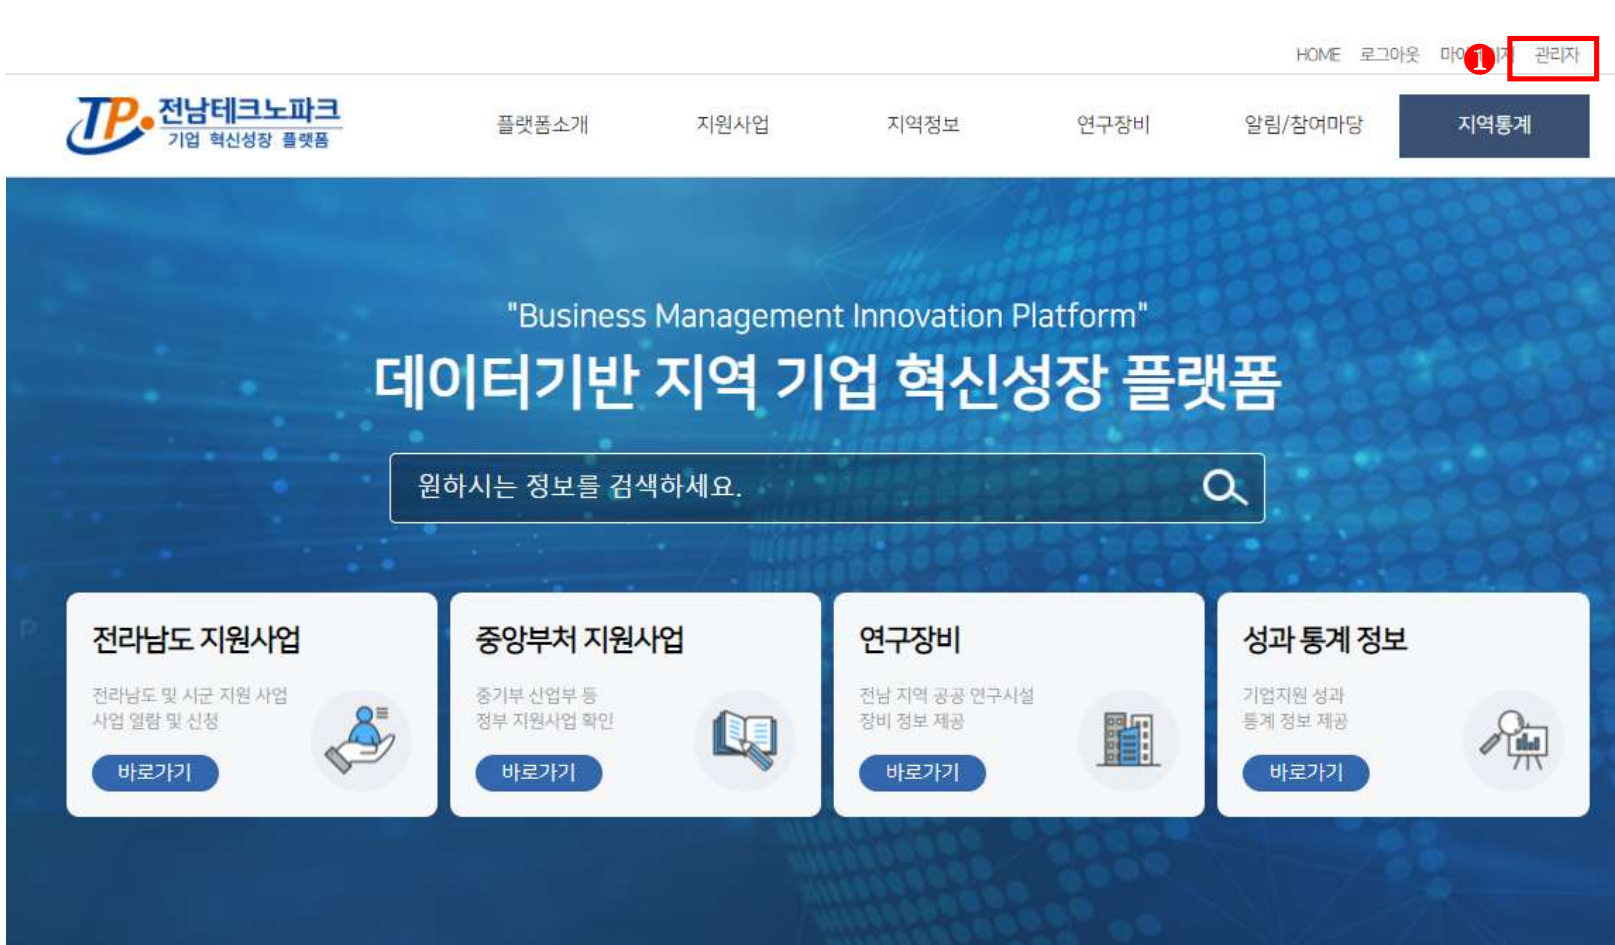 HOME 로그아웃 관리자
❶
TP 전남테크노파크
기업 혁신성장 플랫폼
플랫폼소개 지원사업 지역정보 연구장비 알림/참여마당 지역통계
"Business Management Innovation Platform"
데이터기반 지역 기업 혁신성장 플랫폼
원하시는 정보를 검색하세요.
전라남도 지원사업
전라남도 및 시군 지원 사업
사업 열람 및 신청
바로가기
중앙부처 지원사업
중기부 산업부 등
정부 지원사업 확인
바로가기
연구장비
전남 지역 공공 연구시설
장비 정보 제공
바로가기
성과 통계 정보
기업지원 성과
통계 정보 제공
바로가기